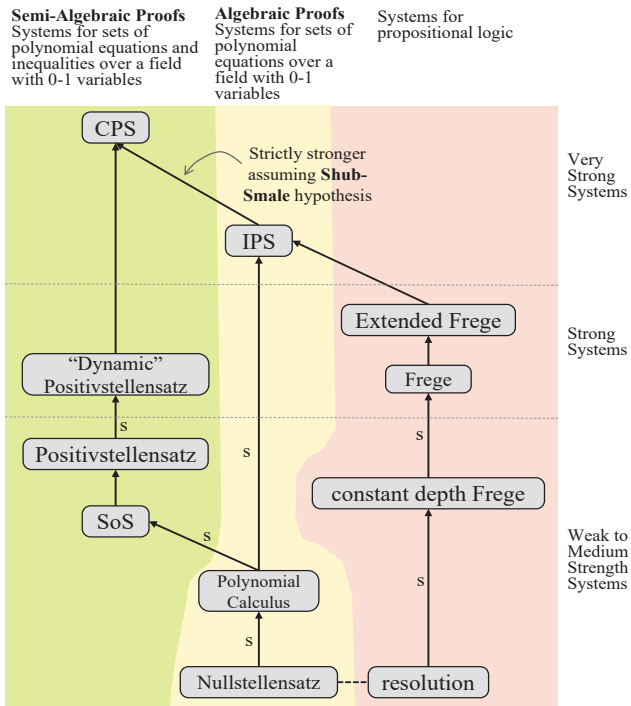 Semi-Algebraic Proofs
Systems for sets of
polynomial equations and
inequalities over a field
with 0-1 variables
Algebraic Proofs
Systems for sets of
polynomial
equations over a
field with 0-1
variables
Systems for
propositional logic
CPS
Strictly stronger
assuming Shub-
Smale hypothesis
Very
Strong
Systems
IPS
Extended Frege
Strong
Systems
"Dynamic"
Positivstellensatz
Frege
s
s
Positivstellensatz
s
constant depth Frege
SoS
s
Weak to
Medium
Strength
Systems
Polynomial
Calculus
s
s
Nullstellensatz
resolution